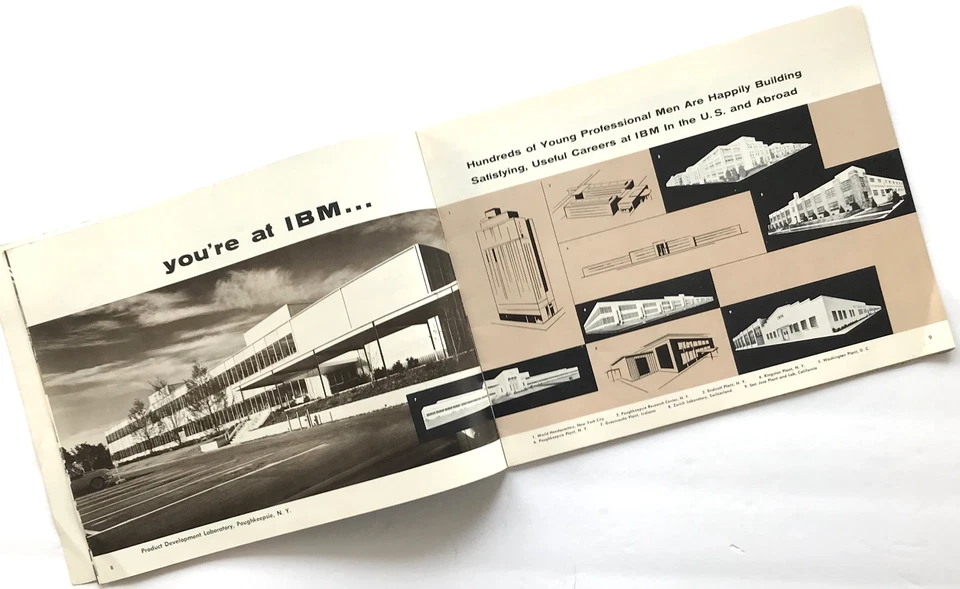 you're at IBM...
Product Development Laboratory, Poughkeepsie, N. Y.
8
Hundreds of Young Professional Men Are Happily Building
Satisfying, Useful Careers at IBM In the U. S. and Abroad
1. World Headquarters, New York City 2. Poughkeepsie Research Center, N. Y. 3. Endicott Plant, N. Y. 4. Kingston Plant, N. Y. 5. Washington Plant, D. C.
6. Poughkeepsie Plant, N. Y. 7. Greencastle Plant, Indiana 8. Zurich Laboratory, Switzerland 9. San Jose Plant and Lab, California
9